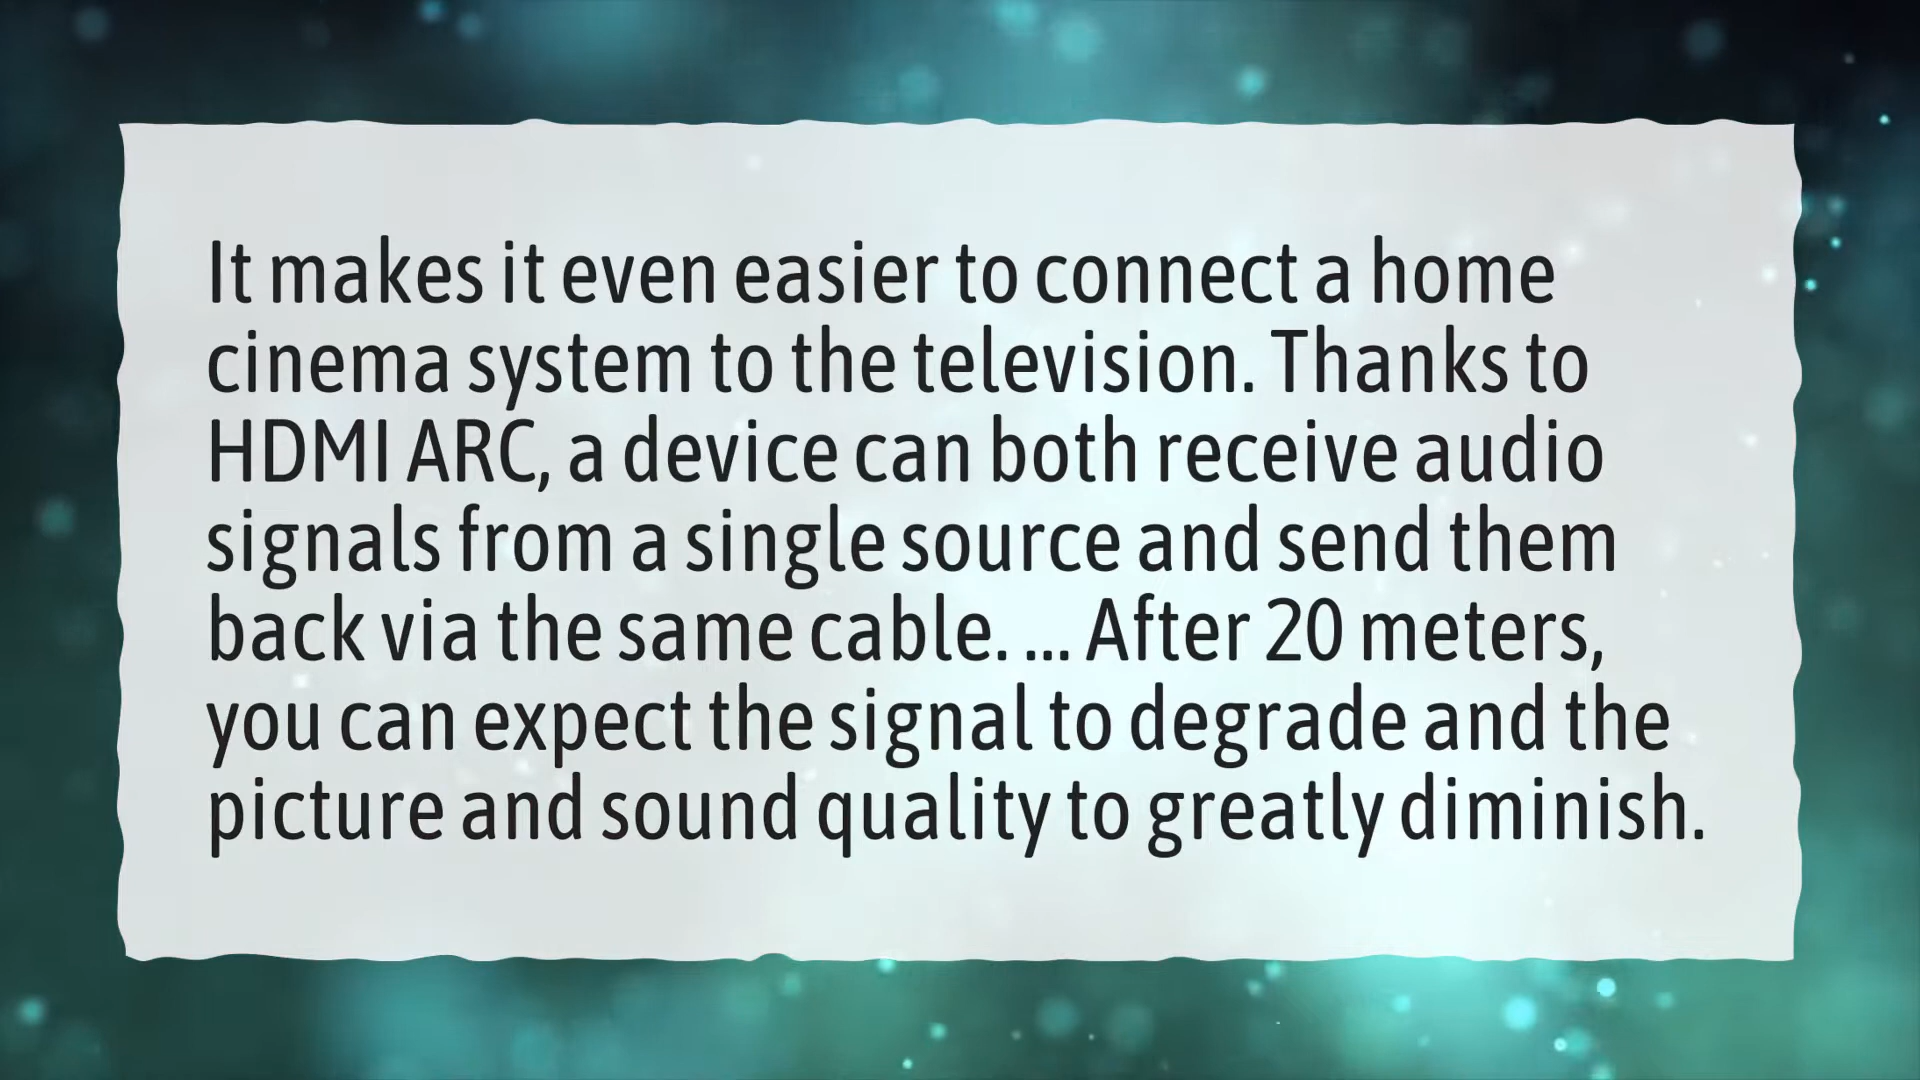 It makes it even easier to connect a home
cinema system to the television. Thanks to
HDMI ARC, a device can both receive audio
signals from a single source and send them
back via the same cable. ... After 20 meters,
you can expect the signal to degrade and the
picture and sound quality to greatly diminish.